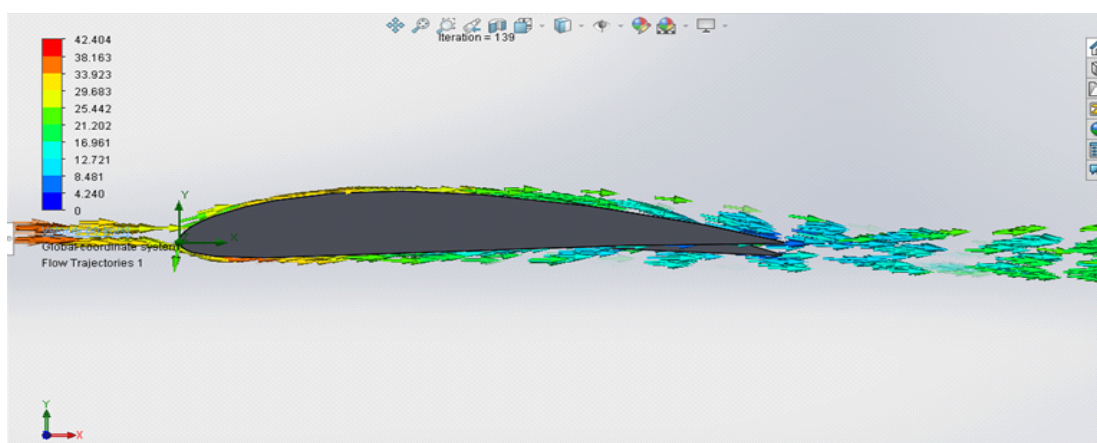 Iteration = 139
42.404
38.163
33.923
29.683
25.442
21.202
16.961
12.721
8.481
4.240
0
Y
X
Global coordinate system
Flow Trajectories 1
Y
X